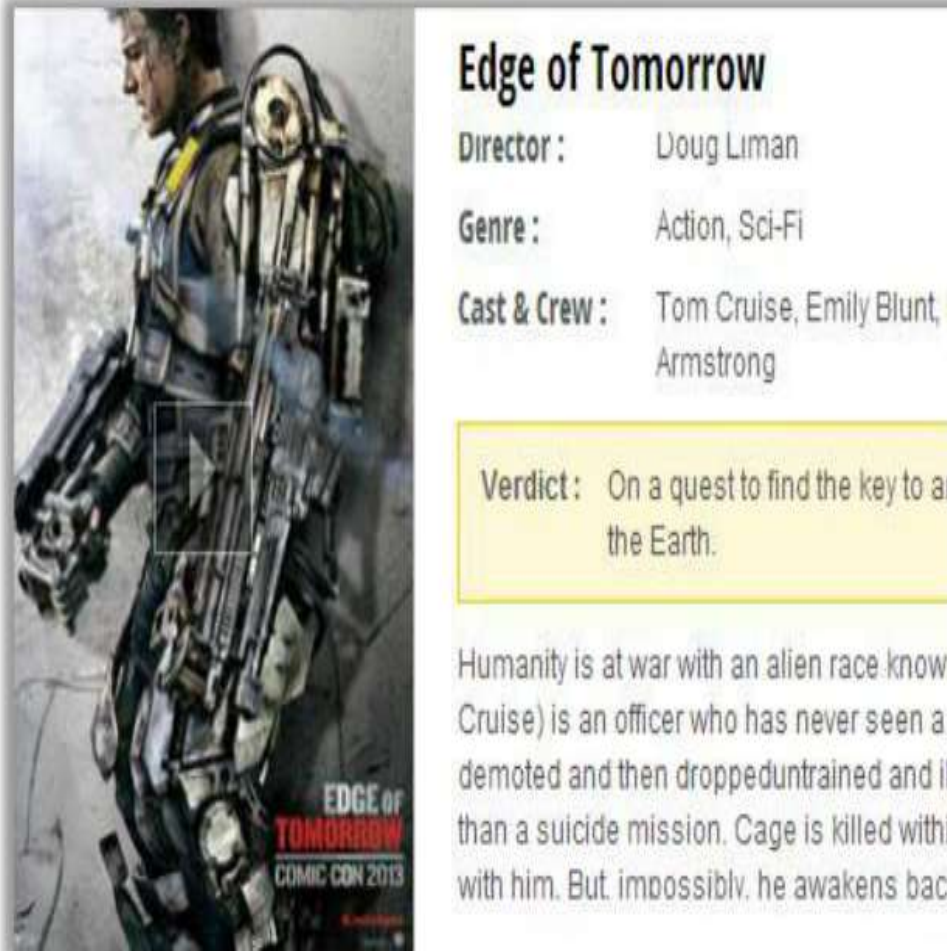 Edge of Tomorrow
Director : Doug Liman
Genre : Action, Sci-Fi
Cast & Crew : Tom Cruise, Emily Blunt,
Armstrong
Verdict : On a quest to find the key to
the Earth.
Humanity is at war with an alien race know
Cruise) is an officer who has never seen a
demoted and then droppeduntrained and
than a suicide mission. Cage is killed withi
with him. But, impossibly, he awakens bac
EDGE OF
TOMORROW
COMIC CON 2013